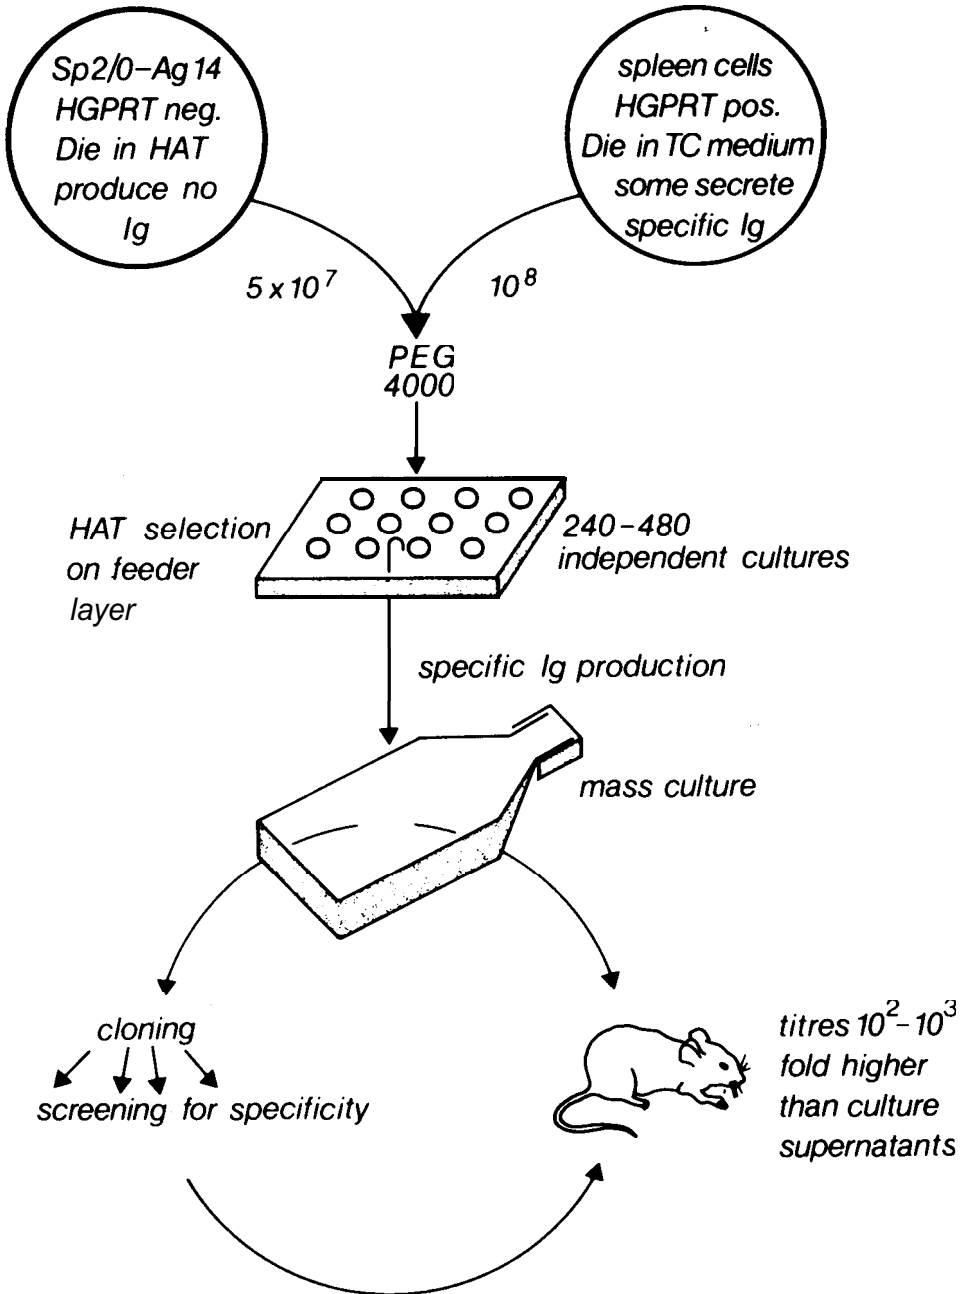 Sp2/0-Ag 14
HGPRT neg.
Die in HAT
produce no
Ig
spleen cells
HGPRT pos.
Die in TC medium
some secrete
specific Ig
5 x 10⁷
10⁸
PEG
4000
HAT selection
on feeder
layer
240-480
independent cultures
specific Ig production
mass culture
cloning
screening for specificity
titres 10²-10³
fold higher
than culture
supernatants